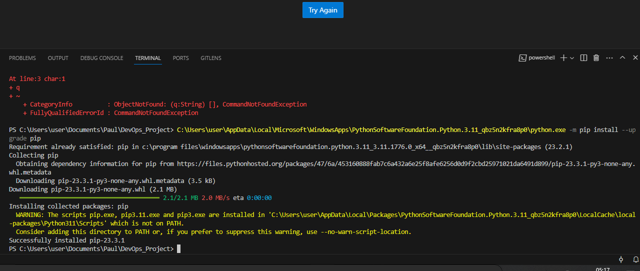 Try Again
PROBLEMS OUTPUT DEBUG CONSOLE TERMINAL PORTS GITLENS powershell
At line:3 char:1
+ q
+ ~
+ CategoryInfo : ObjectNotFound: (q:String) [], CommandNotFoundException
+ FullyQualifiedErrorId : CommandNotFoundException
PS C:\Users\user\Documents\Paul\DevOps_Project> C:\Users\user\AppData\Local\Microsoft\WindowsApps\PythonSoftwareFoundation.Python.3.11_qbz5n2kfra8p0\python.exe -m pip install --up
grade pip
Requirement already satisfied: pip in c:\program files\windowsapps\pythonsoftwarefoundation.python.3.11_3.11.1776.0_x64__qbz5n2kfra8p0\lib\site-packages (23.2.1)
Collecting pip
Obtaining dependency information for pip from https://files.pythonhosted.org/packages/47/6a/453160888fab7c6a432a6e25f8afe6256d0d9f2cbd25971021da6491d899/pip-23.3.1-py3-none-any.
whl.metadata
Downloading pip-23.3.1-py3-none-any.whl.metadata (3.5 kB)
Downloading pip-23.3.1-py3-none-any.whl (2.1 MB)
2.1/2.1 MB 2.0 MB/s eta 0:00:00
Installing collected packages: pip
WARNING: The scripts pip.exe, pip3.11.exe and pip3.exe are installed in 'C:\Users\user\AppData\Local\Packages\PythonSoftwareFoundation.Python.3.11_qbz5n2kfra8p0\LocalCache\local
-packages\Python311\Scripts' which is not on PATH.
Consider adding this directory to PATH or, if you prefer to suppress this warning, use --no-warn-script-location.
Successfully installed pip-23.3.1
PS C:\Users\user\Documents\Paul\DevOps_Project>
05:17